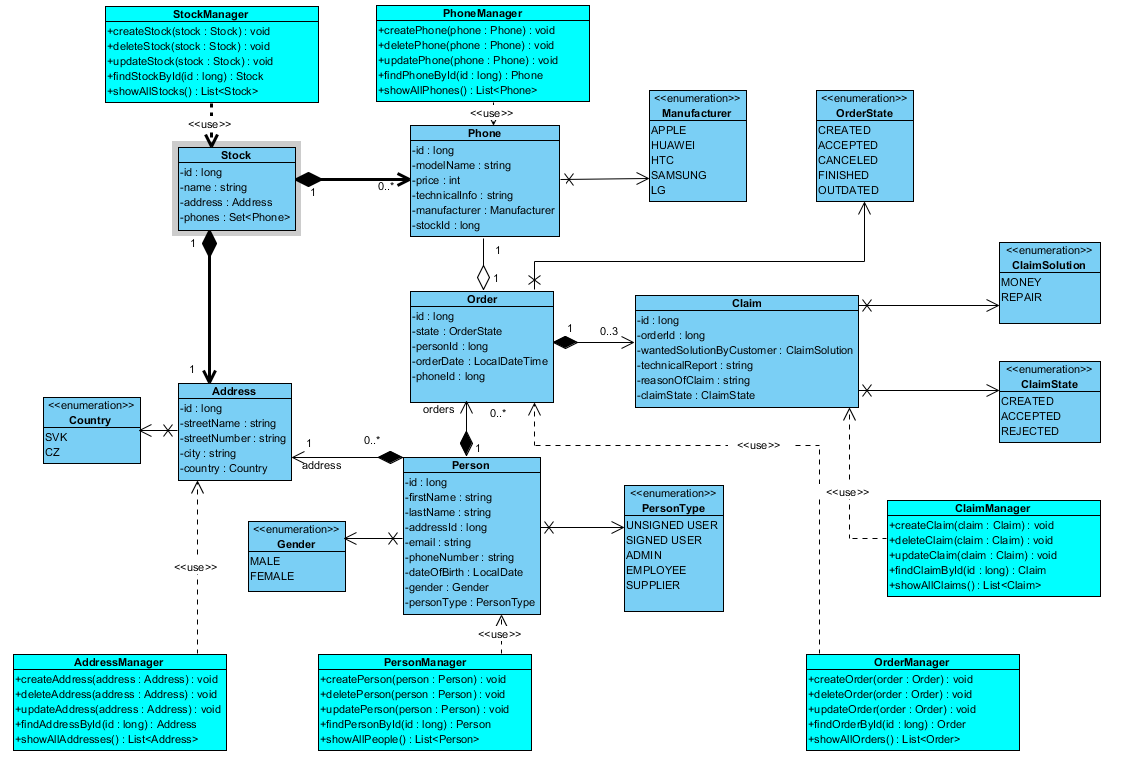 StockManager
+createStock(stock : Stock) : void
+deleteStock(stock : Stock) : void
+updateStock(stock : Stock) : void
+findStockById(id : long) : Stock
+showAllStocks() : List<Stock>
PhoneManager
+createPhone(phone : Phone) : void
+deletePhone(phone : Phone) : void
+updatePhone(phone : Phone) : void
+findPhoneById(id : long) : Phone
+showAllPhones() : List<Phone>
<<use>>
<<use>>
<<enumeration>>
Manufacturer
APPLE
HUAWEI
HTC
SAMSUNG
LG
<<enumeration>>
OrderState
CREATED
ACCEPTED
CANCELED
FINISHED
OUTDATED
Stock
-id : long
-name : string
-address : Address
-phones : Set<Phone>
1
0..*
Phone
-id : long
-modelName : string
-price : int
-technicalInfo : string
-manufacturer : Manufacturer
-stockId : long
1
1
1
1
<<enumeration>>
ClaimSolution
MONEY
REPAIR
Order
-id : long
-state : OrderState
-personId : long
-orderDate : LocalDateTime
-phoneId : long
1
0..3
Claim
-id : long
-orderId : long
-wantedSolutionByCustomer : ClaimSolution
-technicalReport : string
-reasonOfClaim : string
-claimState : ClaimState
<<enumeration>>
ClaimState
CREATED
ACCEPTED
REJECTED
<<enumeration>>
Country
SVK
CZ
Address
-id : long
-streetName : string
-streetNumber : string
-city : string
-country : Country
orders
0..*
1
1
address
0..*
<<use>>
Person
-id : long
-firstName : string
-lastName : string
-addressId : long
-email : string
-phoneNumber : string
-dateOfBirth : LocalDate
-gender : Gender
-personType : PersonType
<<enumeration>>
Gender
MALE
FEMALE
<<enumeration>>
PersonType
UNSIGNED USER
SIGNED USER
ADMIN
EMPLOYEE
SUPPLIER
<<use>>
ClaimManager
+createClaim(claim : Claim) : void
+deleteClaim(claim : Claim) : void
+updateClaim(claim : Claim) : void
+findClaimById(id : long) : Claim
+showAllClaims() : List<Claim>
<<use>>
<<use>>
AddressManager
+createAddress(address : Address) : void
+deleteAddress(address : Address) : void
+updateAddress(address : Address) : void
+findAddressById(id : long) : Address
+showAllAddresses() : List<Address>
PersonManager
+createPerson(person : Person) : void
+deletePerson(person : Person) : void
+updatePerson(person : Person) : void
+findPersonById(id : long) : Person
+showAllPeople() : List<Person>
OrderManager
+createOrder(order : Order) : void
+deleteOrder(order : Order) : void
+updateOrder(order : Order) : void
+findOrderById(id : long) : Order
+showAllOrders() : List<Order>